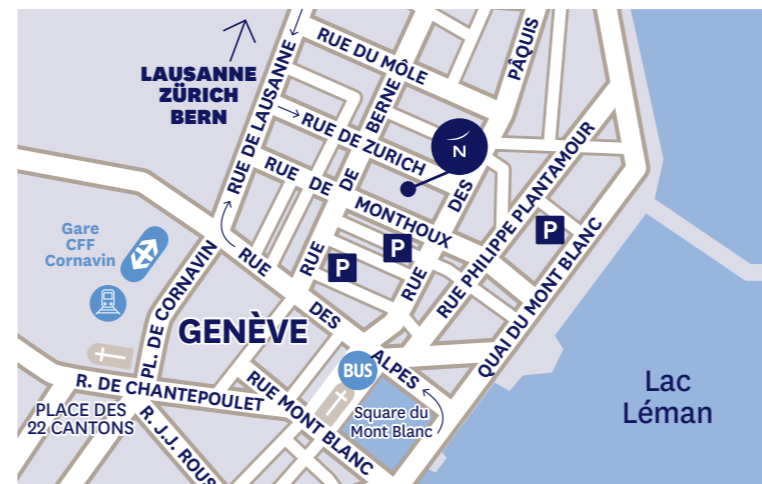 RUE DU MÔLE
PÂQUIS
LAUSANNE
ZÜRICH
BERN
RUE DE LAUSANNE
BERNE
RUE DE ZURICH
N
RUE DE MONTHOUX
DE
DES
RUE PHILIPPE PLANTAMOUR
Gare
CFF
Cornavin
P
P
P
RUE
RUE
RUE
QUAI DU MONT BLANC
PL. DE CORNAVIN
DES
GENÈVE
ALPES
BUS
Lac
Léman
R. DE CHANTEPOULET
RUE MONT BLANC
PLACE DES
22 CANTONS
Square du
Mont Blanc
R. J.J. ROUS